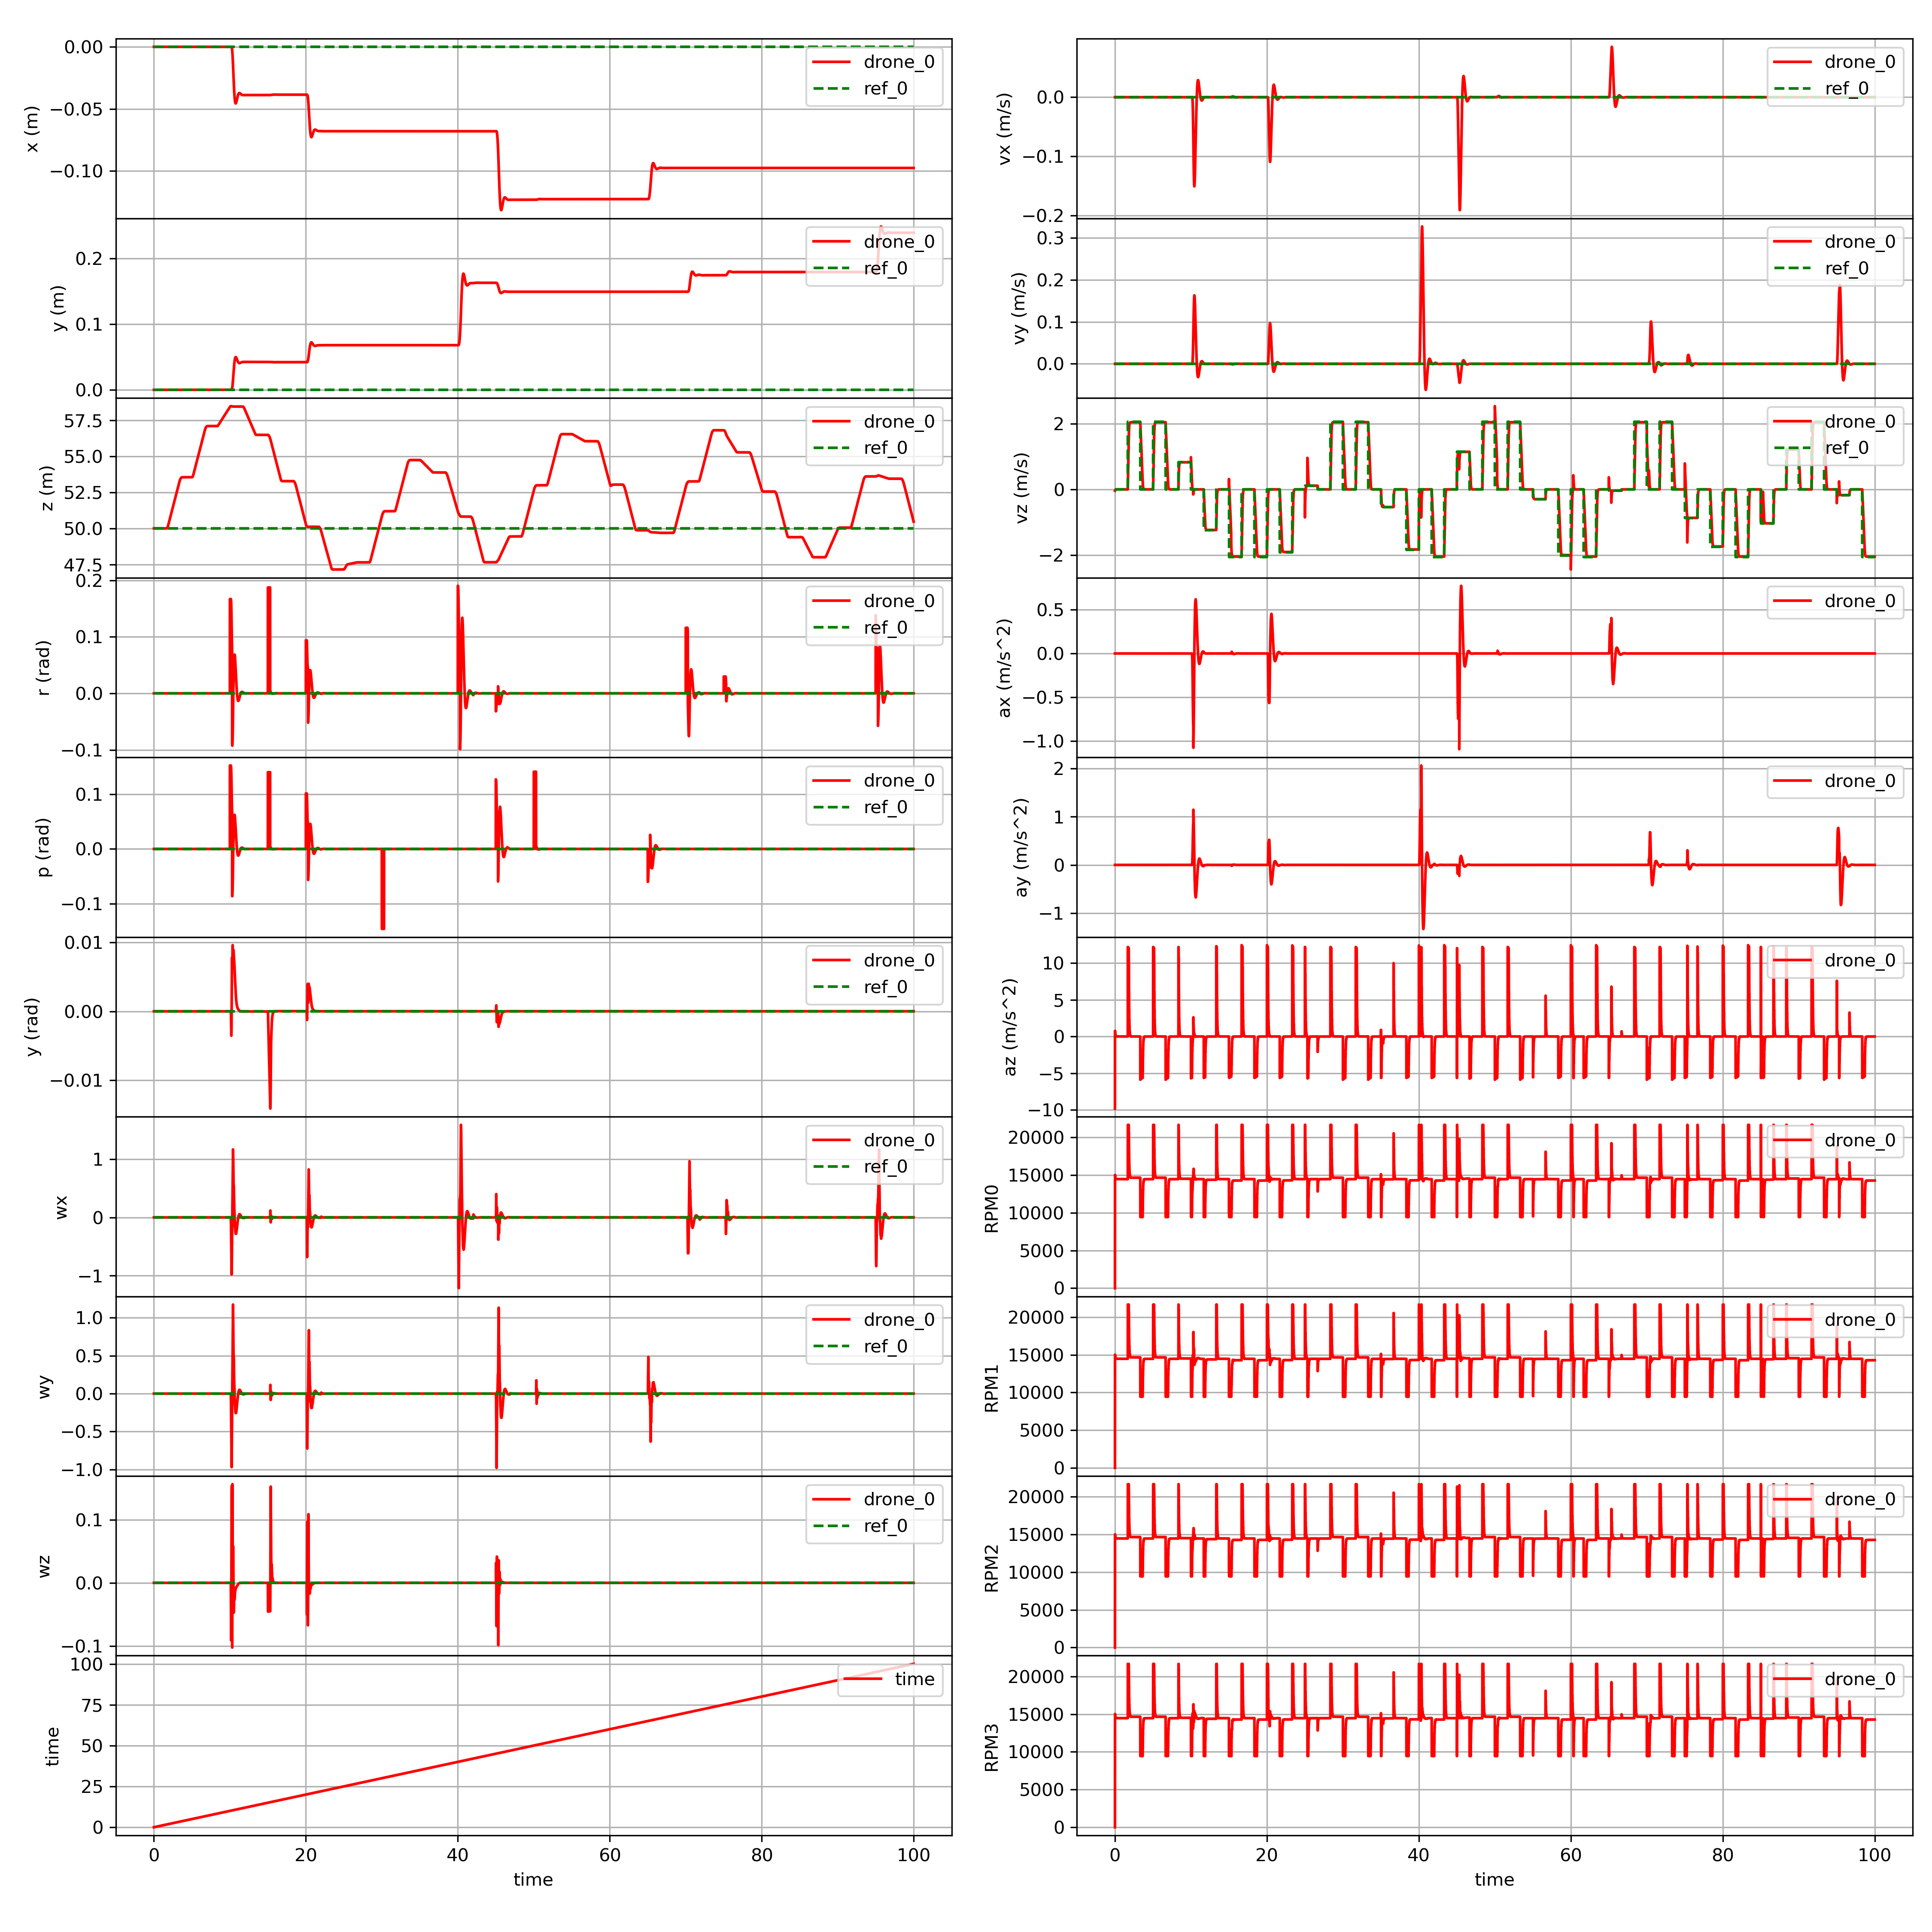 0.00
−0.05
−0.10
x (m)
drone_0
ref_0
0.2
0.1
0.0
y (m)
drone_0
ref_0
57.5
55.0
52.5
50.0
47.5
z (m)
drone_0
ref_0
0.2
0.1
0.0
−0.1
r (rad)
drone_0
ref_0
0.1
0.0
−0.1
p (rad)
drone_0
ref_0
0.01
0.00
−0.01
y (rad)
drone_0
ref_0
1
0
−1
wx
drone_0
ref_0
1.0
0.5
0.0
−0.5
−1.0
wy
drone_0
ref_0
0.1
0.0
−0.1
wz
drone_0
ref_0
100
75
50
25
0
time
time
0 20 40 60 80 100
time
0.0
−0.1
−0.2
vx (m/s)
drone_0
ref_0
0.3
0.2
0.1
0.0
vy (m/s)
drone_0
ref_0
2
0
−2
vz (m/s)
drone_0
ref_0
0.5
0.0
−0.5
−1.0
ax (m/s^2)
drone_0
2
1
0
−1
ay (m/s^2)
drone_0
10
5
0
−5
−10
az (m/s^2)
drone_0
20000
15000
10000
5000
0
RPM0
drone_0
20000
15000
10000
5000
0
RPM1
drone_0
20000
15000
10000
5000
0
RPM2
drone_0
20000
15000
10000
5000
0
RPM3
drone_0
0 20 40 60 80 100
time